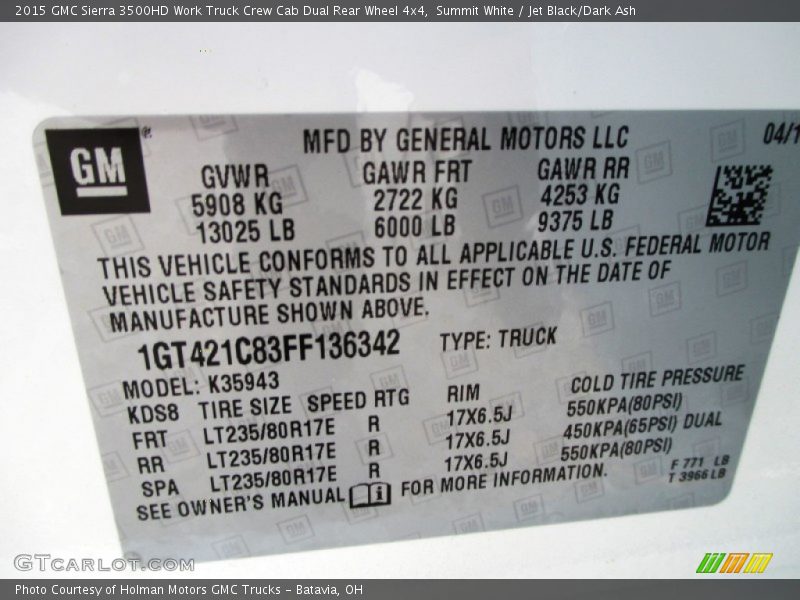 2015 GMC Sierra 3500HD Work Truck Crew Cab Dual Rear Wheel 4x4,  Summit White / Jet Black/Dark Ash
GM®
MFD BY GENERAL MOTORS LLC 04/1
GVWR GAWR FRT GAWR RR
5908 KG 2722 KG 4253 KG
13025 LB 6000 LB 9375 LB
THIS VEHICLE CONFORMS TO ALL APPLICABLE U.S. FEDERAL MOTOR
VEHICLE SAFETY STANDARDS IN EFFECT ON THE DATE OF
MANUFACTURE SHOWN ABOVE.
1GT421C83FF136342 TYPE: TRUCK
MODEL: K35943
KDS8 TIRE SIZE SPEED RTG RIM COLD TIRE PRESSURE
FRT LT235/80R17E R 17X6.5J 550KPA(80PSI)
RR LT235/80R17E R 17X6.5J 450KPA(65PSI) DUAL
SPA LT235/80R17E R 17X6.5J 550KPA(80PSI)
SEE OWNER'S MANUAL i FOR MORE INFORMATION.
F 771 LB
T 3966 LB
GTCarLot.com
Photo Courtesy of Holman Motors GMC Trucks - Batavia, OH